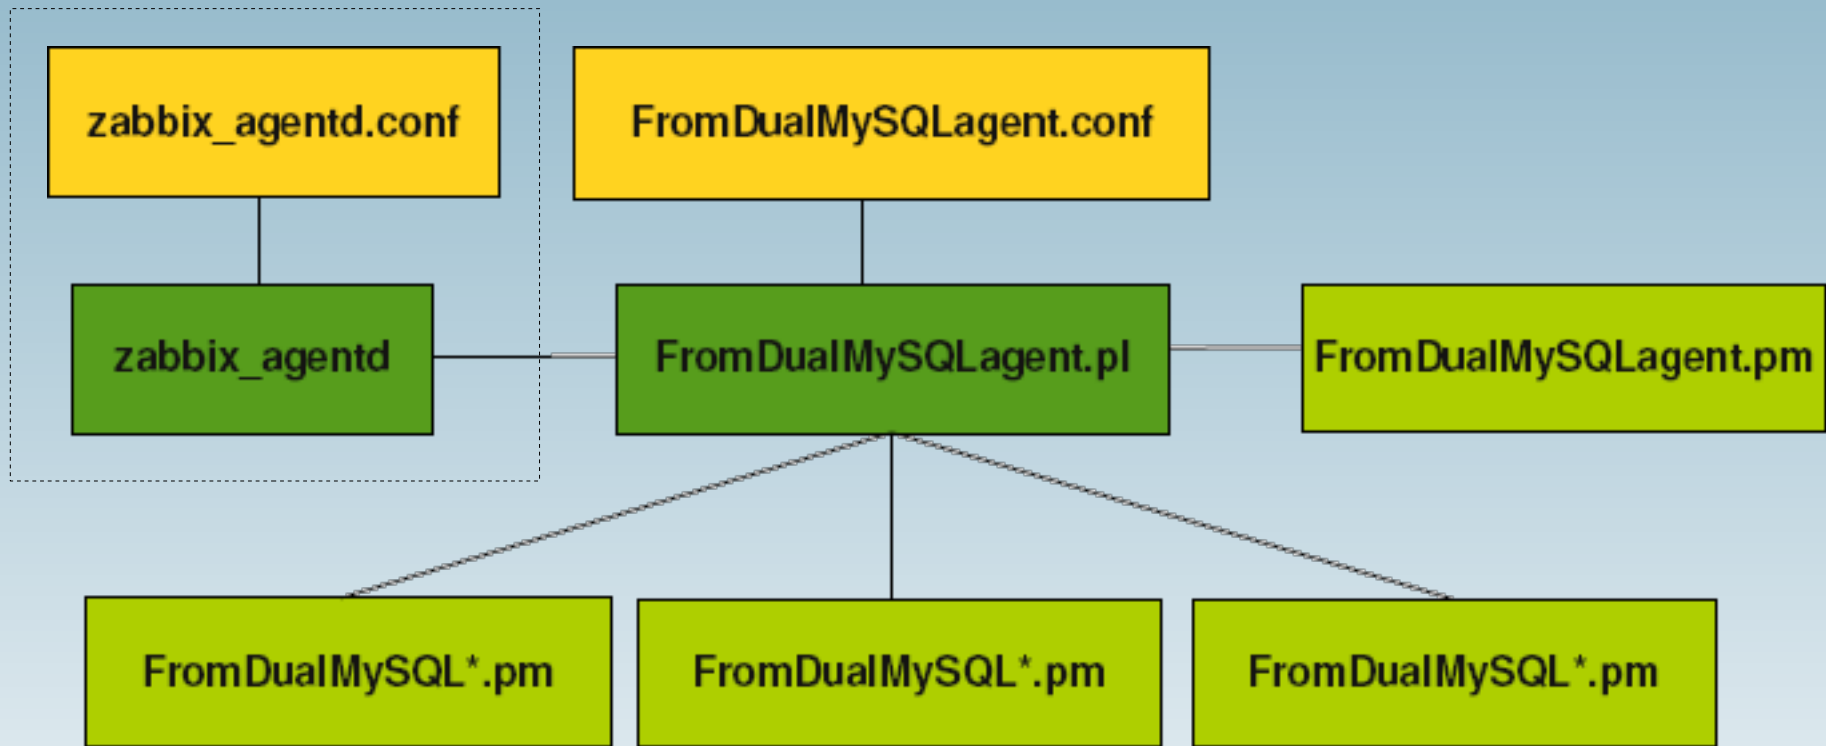 zabbix_agentd.conf
FromDualMySQLagent.conf
zabbix_agentd
FromDualMySQLagent.pl
FromDualMySQLagent.pm
FromDualMySQL*.pm
FromDualMySQL*.pm
FromDualMySQL*.pm